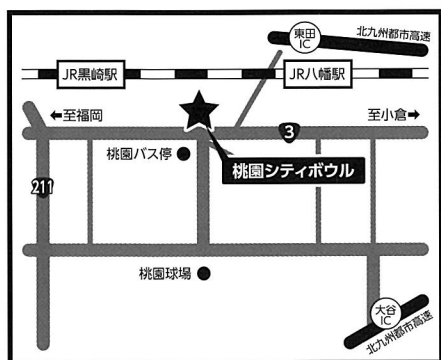 東田
IC
北九州都市高速
JR黒崎駅
JR八幡駅
←至福岡
至小倉→
3
桃園バス停
桃園シティボウル
211
桃園球場
大谷
IC
北九州都市高速